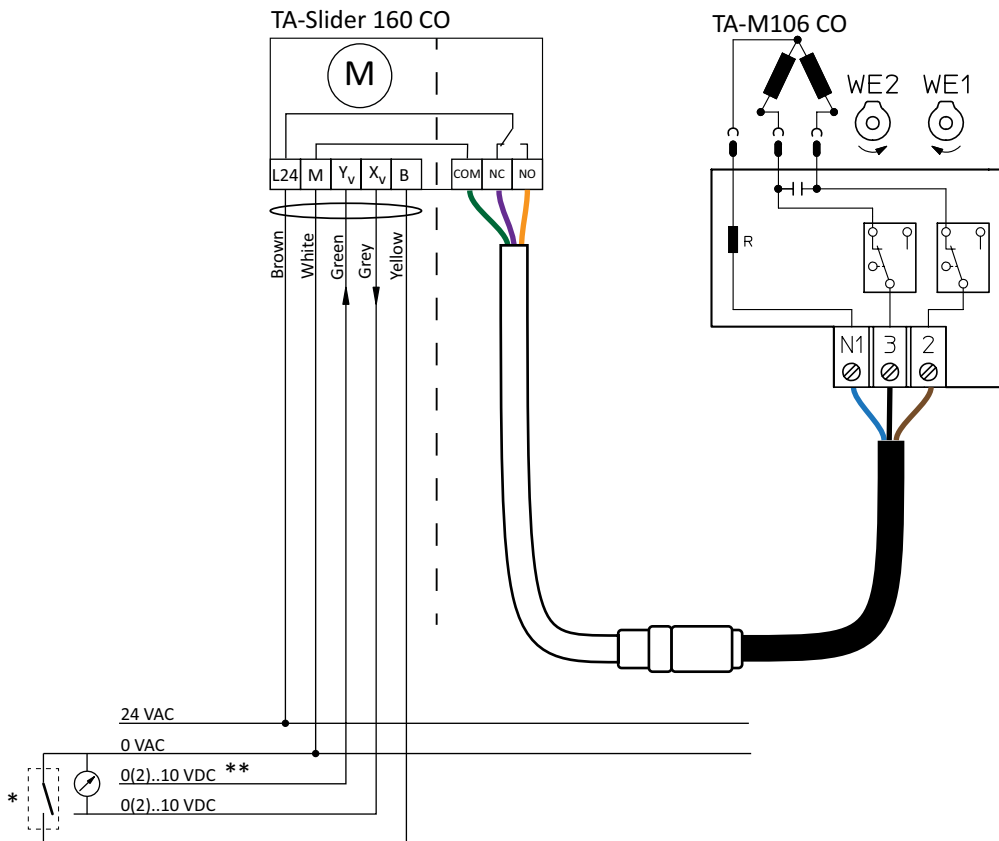 TA-Slider 160 CO
TA-M106 CO
M
WE2 WE1
L24 M Yv Xv B COM NC NO
R
Brown
White
Green
Grey
Yellow
N1 3 2
24 VAC
0 VAC
0(2)..10 VDC **
* 0(2)..10 VDC